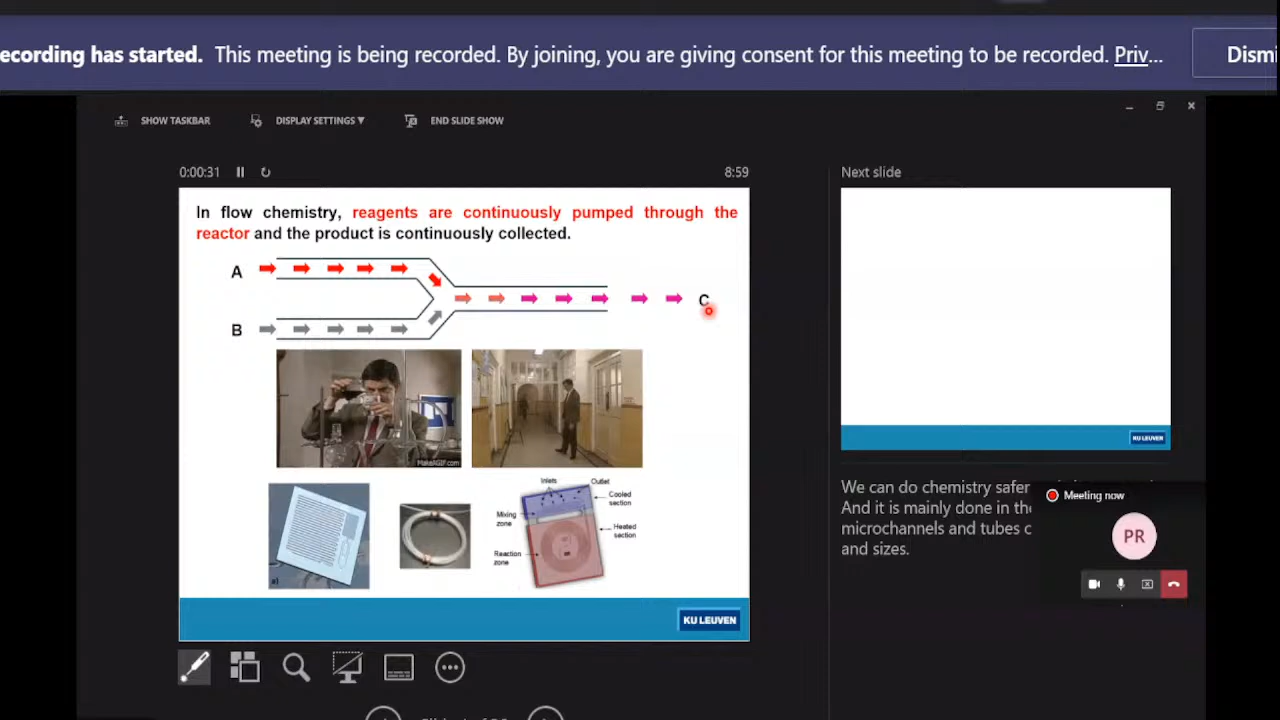 ecording has started. This meeting is being recorded. By joining, you are giving consent for this meeting to be recorded. Priv...
Dismi
SHOW TASKBAR
DISPLAY SETTINGS ▼
END SLIDE SHOW
0:00:31
8:59
Next slide
In flow chemistry, reagents are continuously pumped through the
reactor and the product is continuously collected.
A
C
B
MakeAGIF.com
Inlets
Outlet
Cooled
section
Mixing
zone
Heated
section
Reaction
zone
a)
KU LEUVEN
KU LEUVEN
We can do chemistry safer
And it is mainly done in the
microchannels and tubes
and sizes.
Meeting now
PR